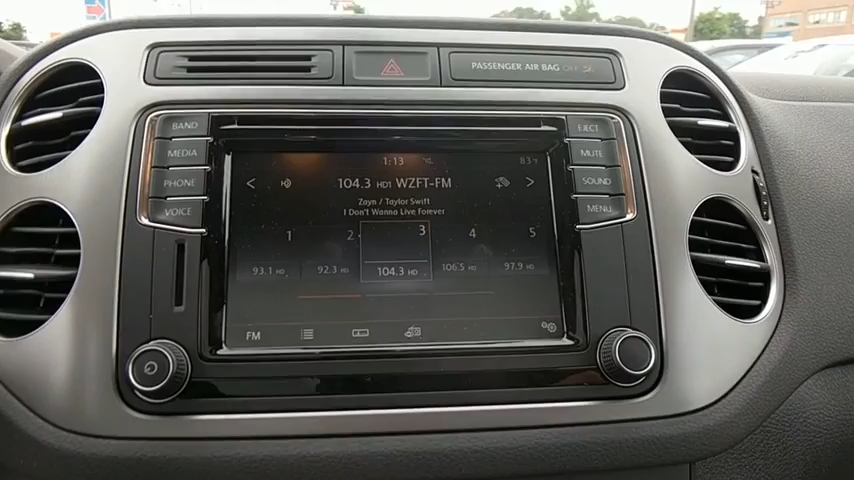 PASSENGER AIR BAG OFF
BAND
MEDIA
PHONE
VOICE
EJECT
MUTE
SOUND
MENU
1:13
83°F
104.3 HD1 WZFT-FM
Zayn / Taylor Swift
I Don't Wanna Live Forever
1 2 3 4 5
93.1 HD 92.3 HD 104.3 HD 106.5 HD 97.9 HD
FM